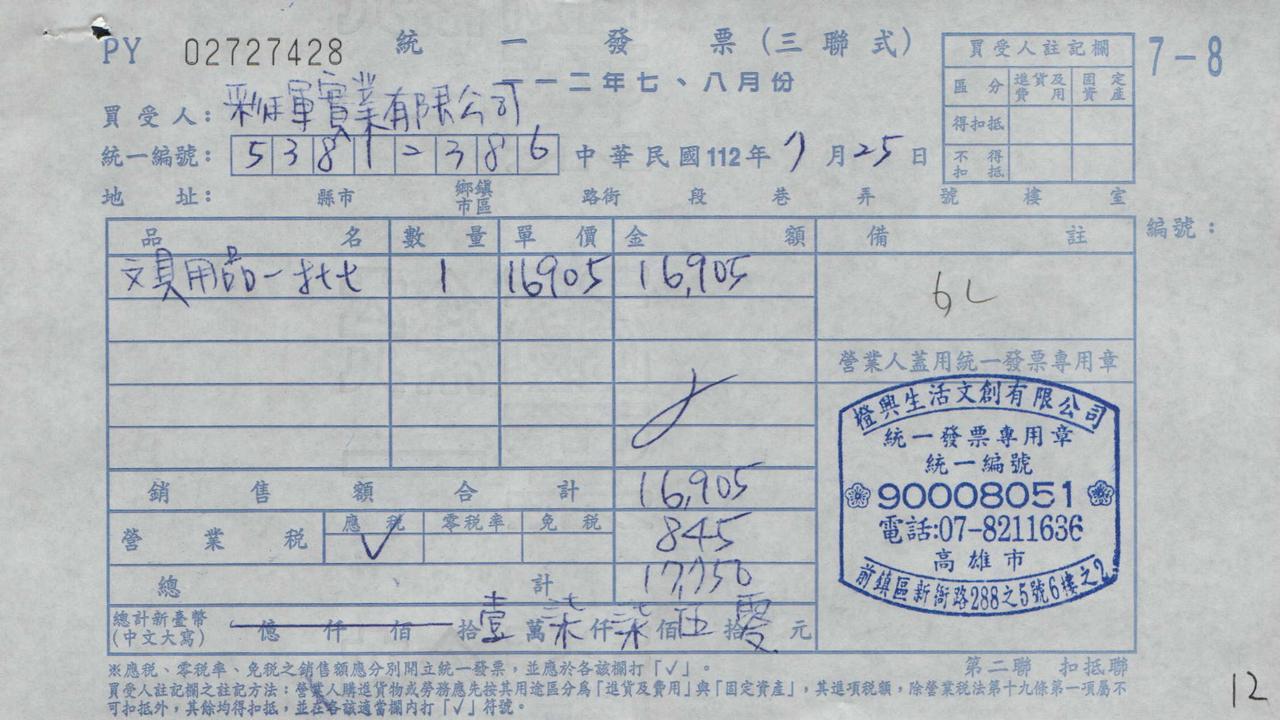 PY 02727428 統一發票(三聯式) 7-8
一一二年七、八月份
買受人註記欄
區分 進貨及費用 固定資產
得扣抵
不得扣抵
買受人: 實業有限公司
統一編號: 53812386 中華民國112年7月25日
地址: 縣市 鄉鎮市區 路街 段 巷 弄 號 樓 室
品名 數量 單價 金額 備註 編號:
文具用品一 1 16905 16,905
營業人蓋用統一發票專用章
橙興生活文創有限公司
統一發票專用章
統一編號
90008051
電話:07-8211636
高雄市
前鎮區新衙路288之5號6樓之2
銷售額合計 16,905
營業稅 應稅 ✓ 零稅率 免稅 845
總計 17,750
總計新臺幣(中文大寫) 億 仟 佰 拾壹萬柒仟柒佰伍拾零元
※應稅、零稅率、免稅之銷售額應分別開立統一發票,並應於各該欄打「✓」。
第二聯 扣抵聯
買受人註記欄之註記方法:營業人購進貨物或勞務應先按其用途區分為「進貨及費用」與「固定資產」,其進項稅額,除營業稅法第十九條第一項屬不
可扣抵外,其餘均得扣抵,並在各該適當欄內打「✓」符號。
12